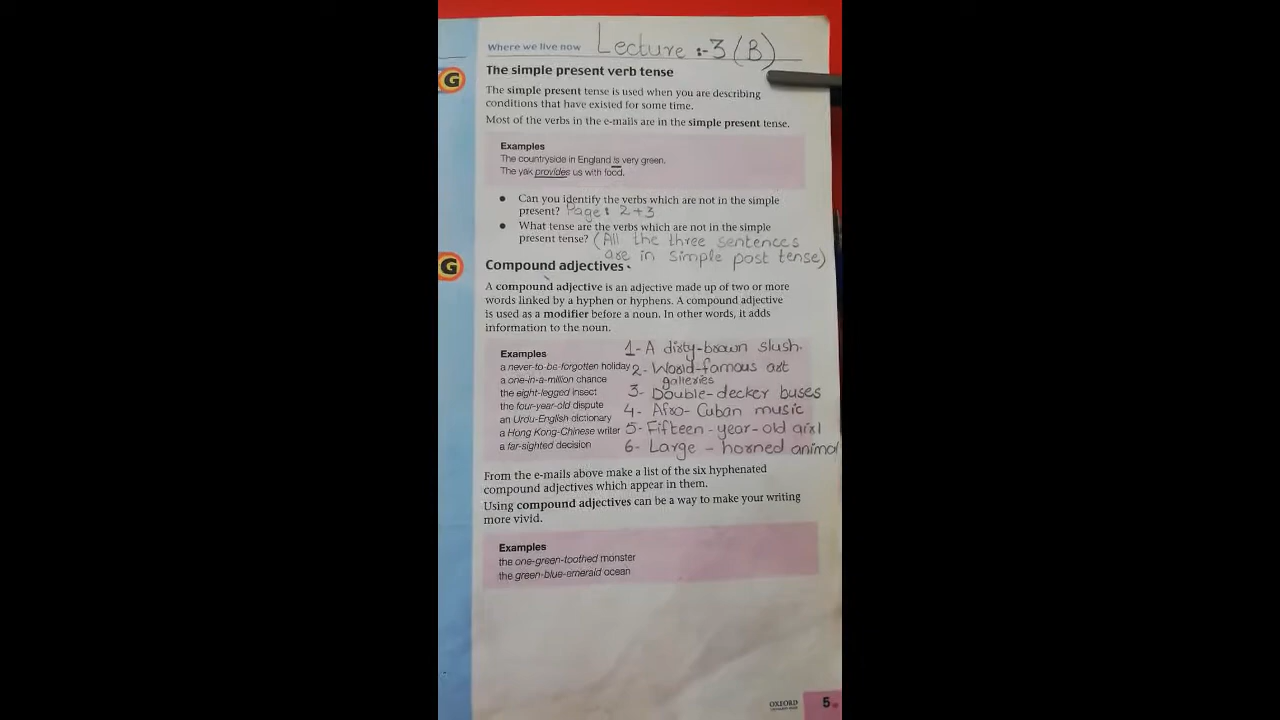 Where we live now Lecture :-3 (B)
G
The simple present verb tense
The simple present tense is used when you are describing
conditions that have existed for some time.
Most of the verbs in the e-mails are in the simple present tense.
Examples
The countryside in England is very green.
The yak provides us with food.
• Can you identify the verbs which are not in the simple
present? Page: 2+3
• What tense are the verbs which are not in the simple
present tense? (All the three sentences
are in simple past tense)
G
Compound adjectives
A compound adjective is an adjective made up of two or more
words linked by a hyphen or hyphens. A compound adjective
is used as a modifier before a noun. In other words, it adds
information to the noun.
Examples
a never-to-be-forgotten holiday
a one-in-a-million chance
the eight-legged insect
the four-year-old dispute
an Urdu-English dictionary
a Hong Kong-Chinese writer
a far-sighted decision
1- A dirty-brown slush.
2- World-famous art
galleries
3- Double-decker buses
4- Afro-Cuban music
5- Fifteen-year-old girl
6- Large-horned animal
From the e-mails above make a list of the six hyphenated
compound adjectives which appear in them.
Using compound adjectives can be a way to make your writing
more vivid.
Examples
the one-green-toothed monster
the green-blue-emerald ocean
OXFORD
5